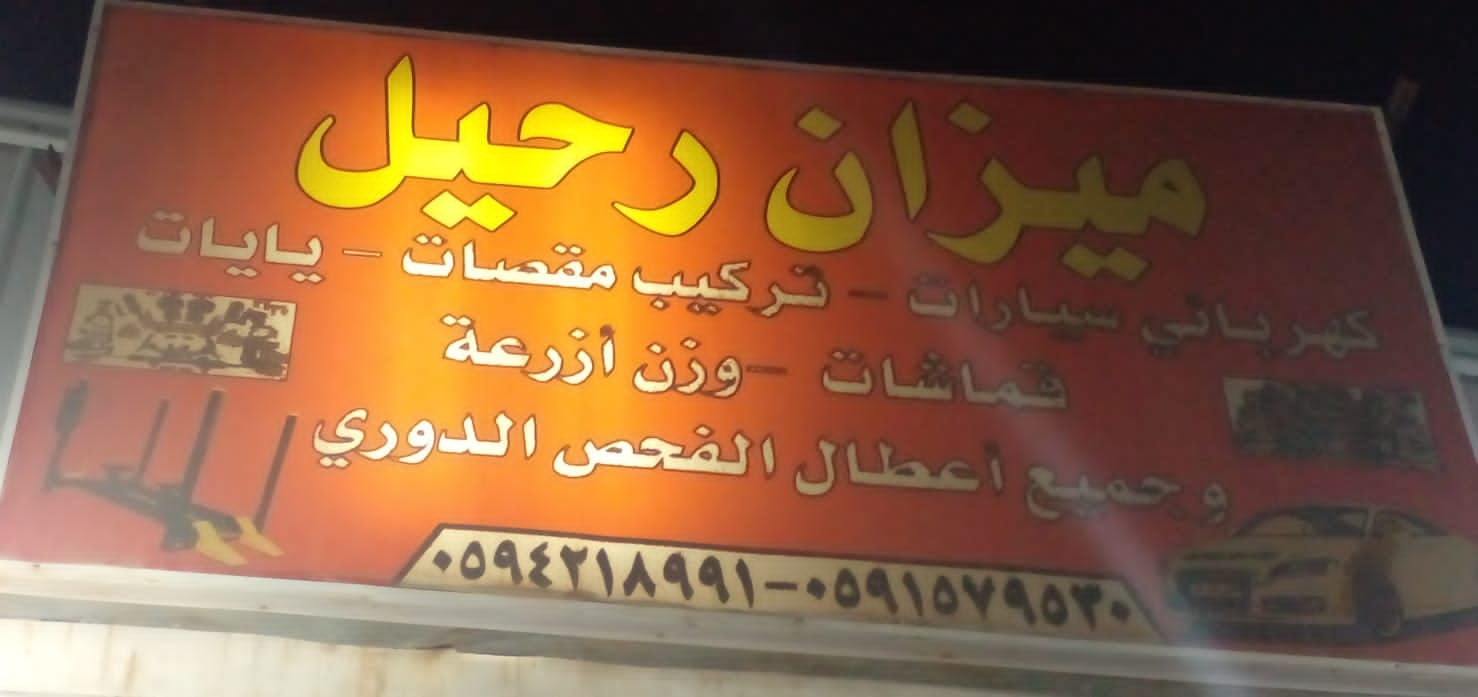 ميزان رحيل
كهربائي سيارات - تركيب مقصات - يايات
قماشات - وزن أزرعة
وجميع أعطال الفحص الدوري
٠٥٩٤٢١٨٩٩١-٠٥٩١٥٧٩٥٣٠